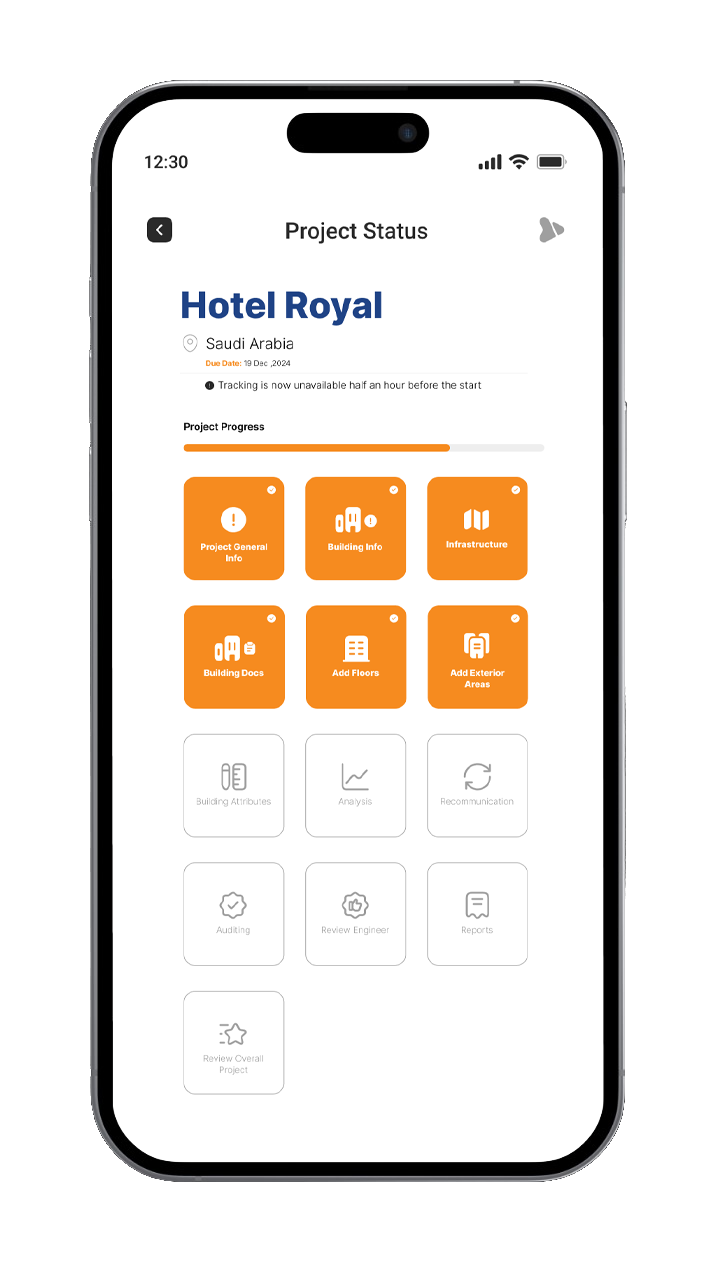 12:30
Project Status
Hotel Royal
Saudi Arabia
Due Date: 19 Dec ,2024
Tracking is now unavailable half an hour before the start
Project Progress
Project General
Info
Building Info
Infrastructure
Building Docs
Add Floors
Add Exterior
Areas
Building Attributes
Analysis
Recommunication
Auditing
Review Engineer
Reports
Review Overall
Project